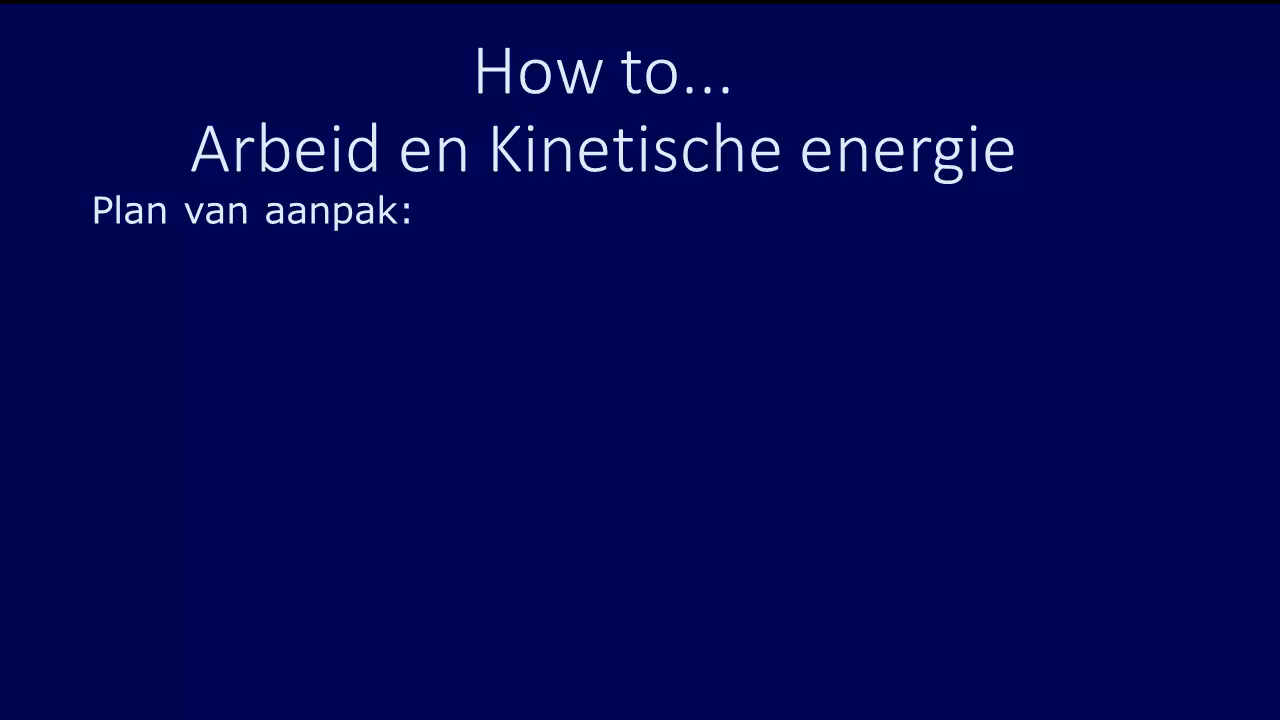 How to...
Arbeid en Kinetische energie
Plan van aanpak: